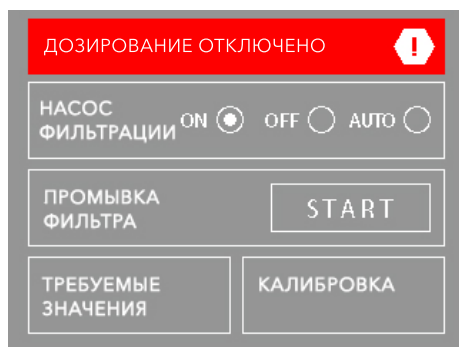 ДОЗИРОВАНИЕ ОТКЛЮЧЕНО !
НАСОС
ФИЛЬТРАЦИИ ON OFF AUTO
ПРОМЫВКА
ФИЛЬТРА
START
ТРЕБУЕМЫЕ
ЗНАЧЕНИЯ
КАЛИБРОВКА